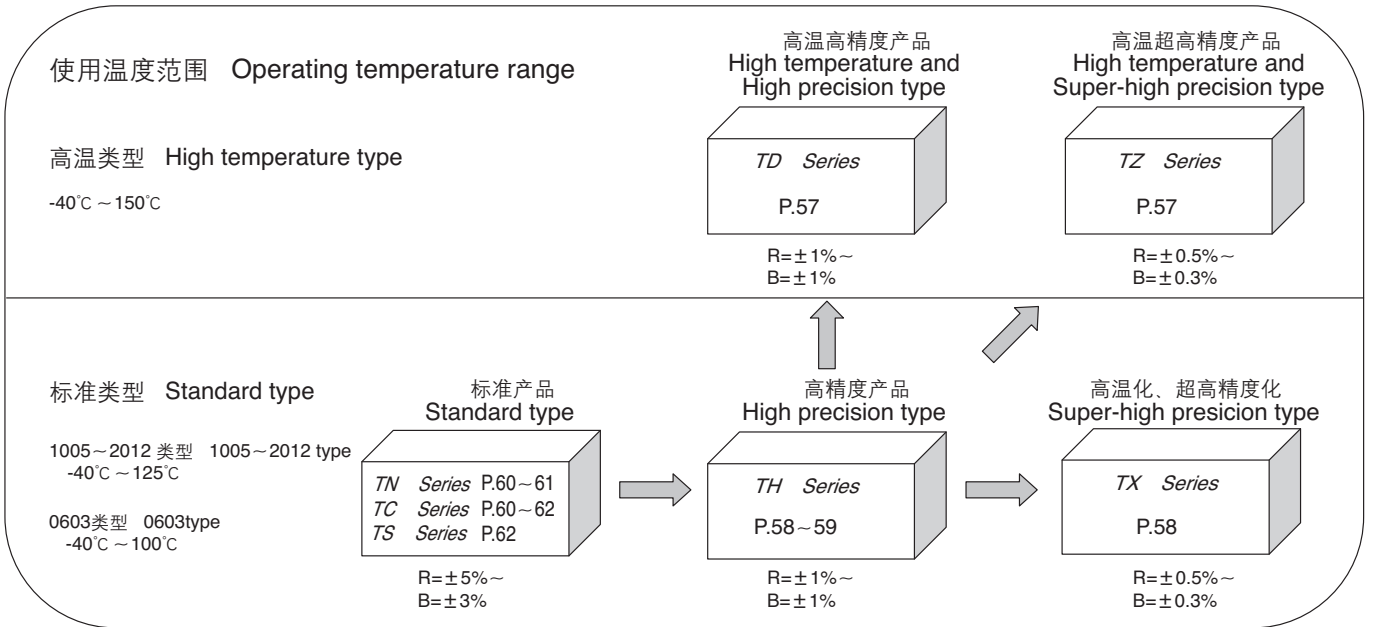 使用温度范围 Operating temperature range
高温高精度产品
High temperature and
High precision type
高温超高精度产品
High temperature and
Super-high precision type
高温类型 High temperature type
-40℃ ~ 150℃
TD Series
P.57
R=±1%~
B=±1%
TZ Series
P.57
R=±0.5%~
B=±0.3%
标准类型 Standard type
1005~2012 类型 1005~2012 type
-40℃ ~ 125℃
0603类型 0603type
-40℃ ~ 100℃
标准产品
Standard type
TN Series P.60~61
TC Series P.60~62
TS Series P.62
R=±5%~
B=±3%
高精度产品
High precision type
TH Series
P.58~59
R=±1%~
B=±1%
高温化、超高精度化
Super-high presicion type
TX Series
P.58
R=±0.5%~
B=±0.3%